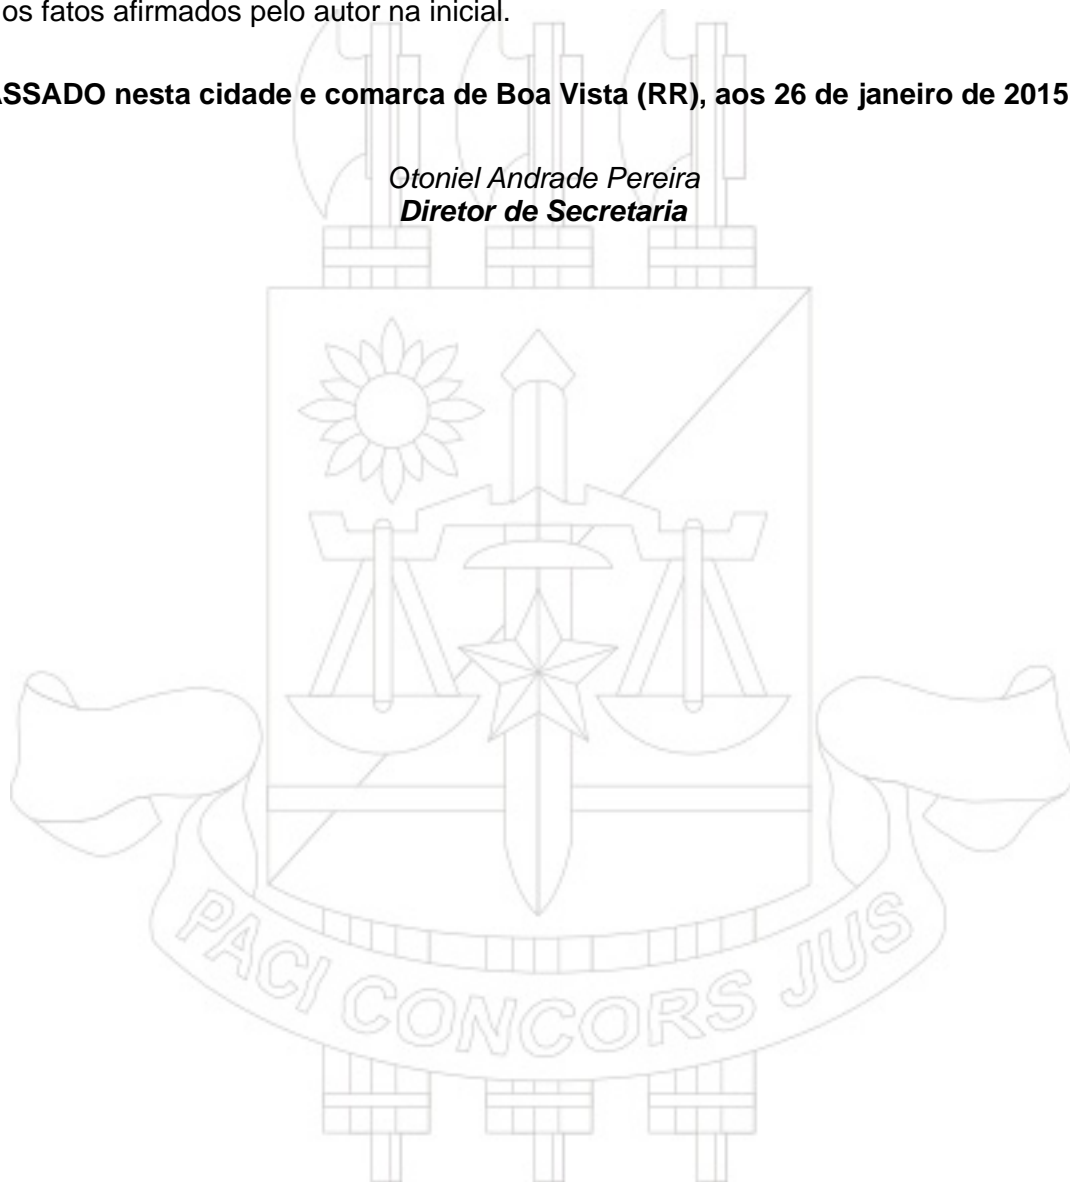 os fatos afirmados pelo autor na inicial.
ASSADO nesta cidade e comarca de Boa Vista (RR), aos 26 de janeiro de 2015
Otoniel Andrade Pereira
Diretor de Secretaria
PACI CONCORS JUS